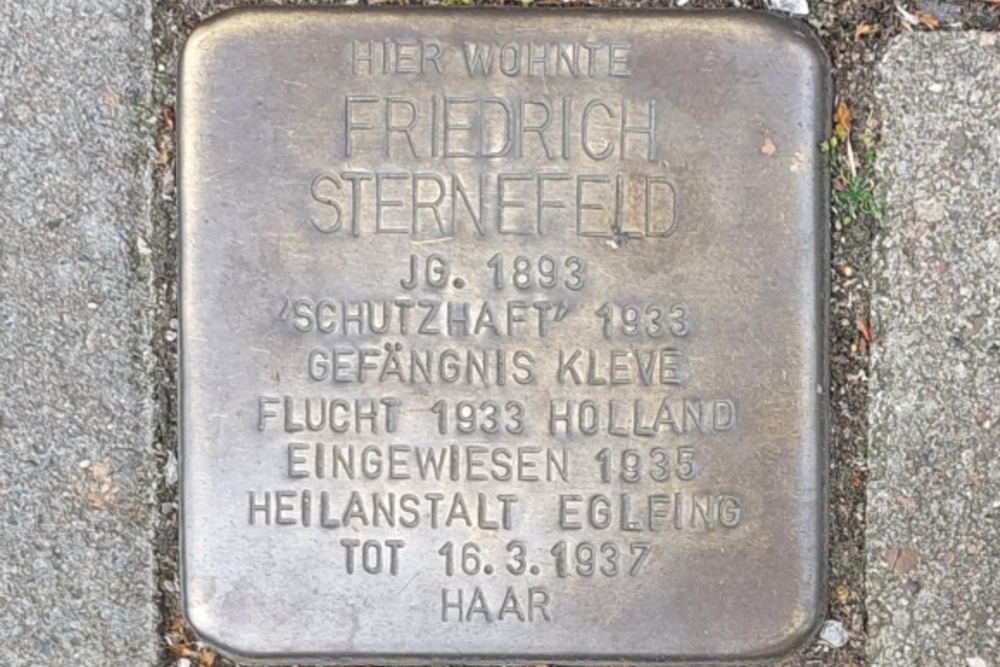 HIER WOHNTE
FRIEDRICH
STERNEFELD
JG. 1893
'SCHUTZHAFT' 1933
GEFÄNGNIS KLEVE
FLUCHT 1933 HOLLAND
EINGEWIESEN 1935
HEILANSTALT EGLFING
TOT 16.3.1937
HAAR